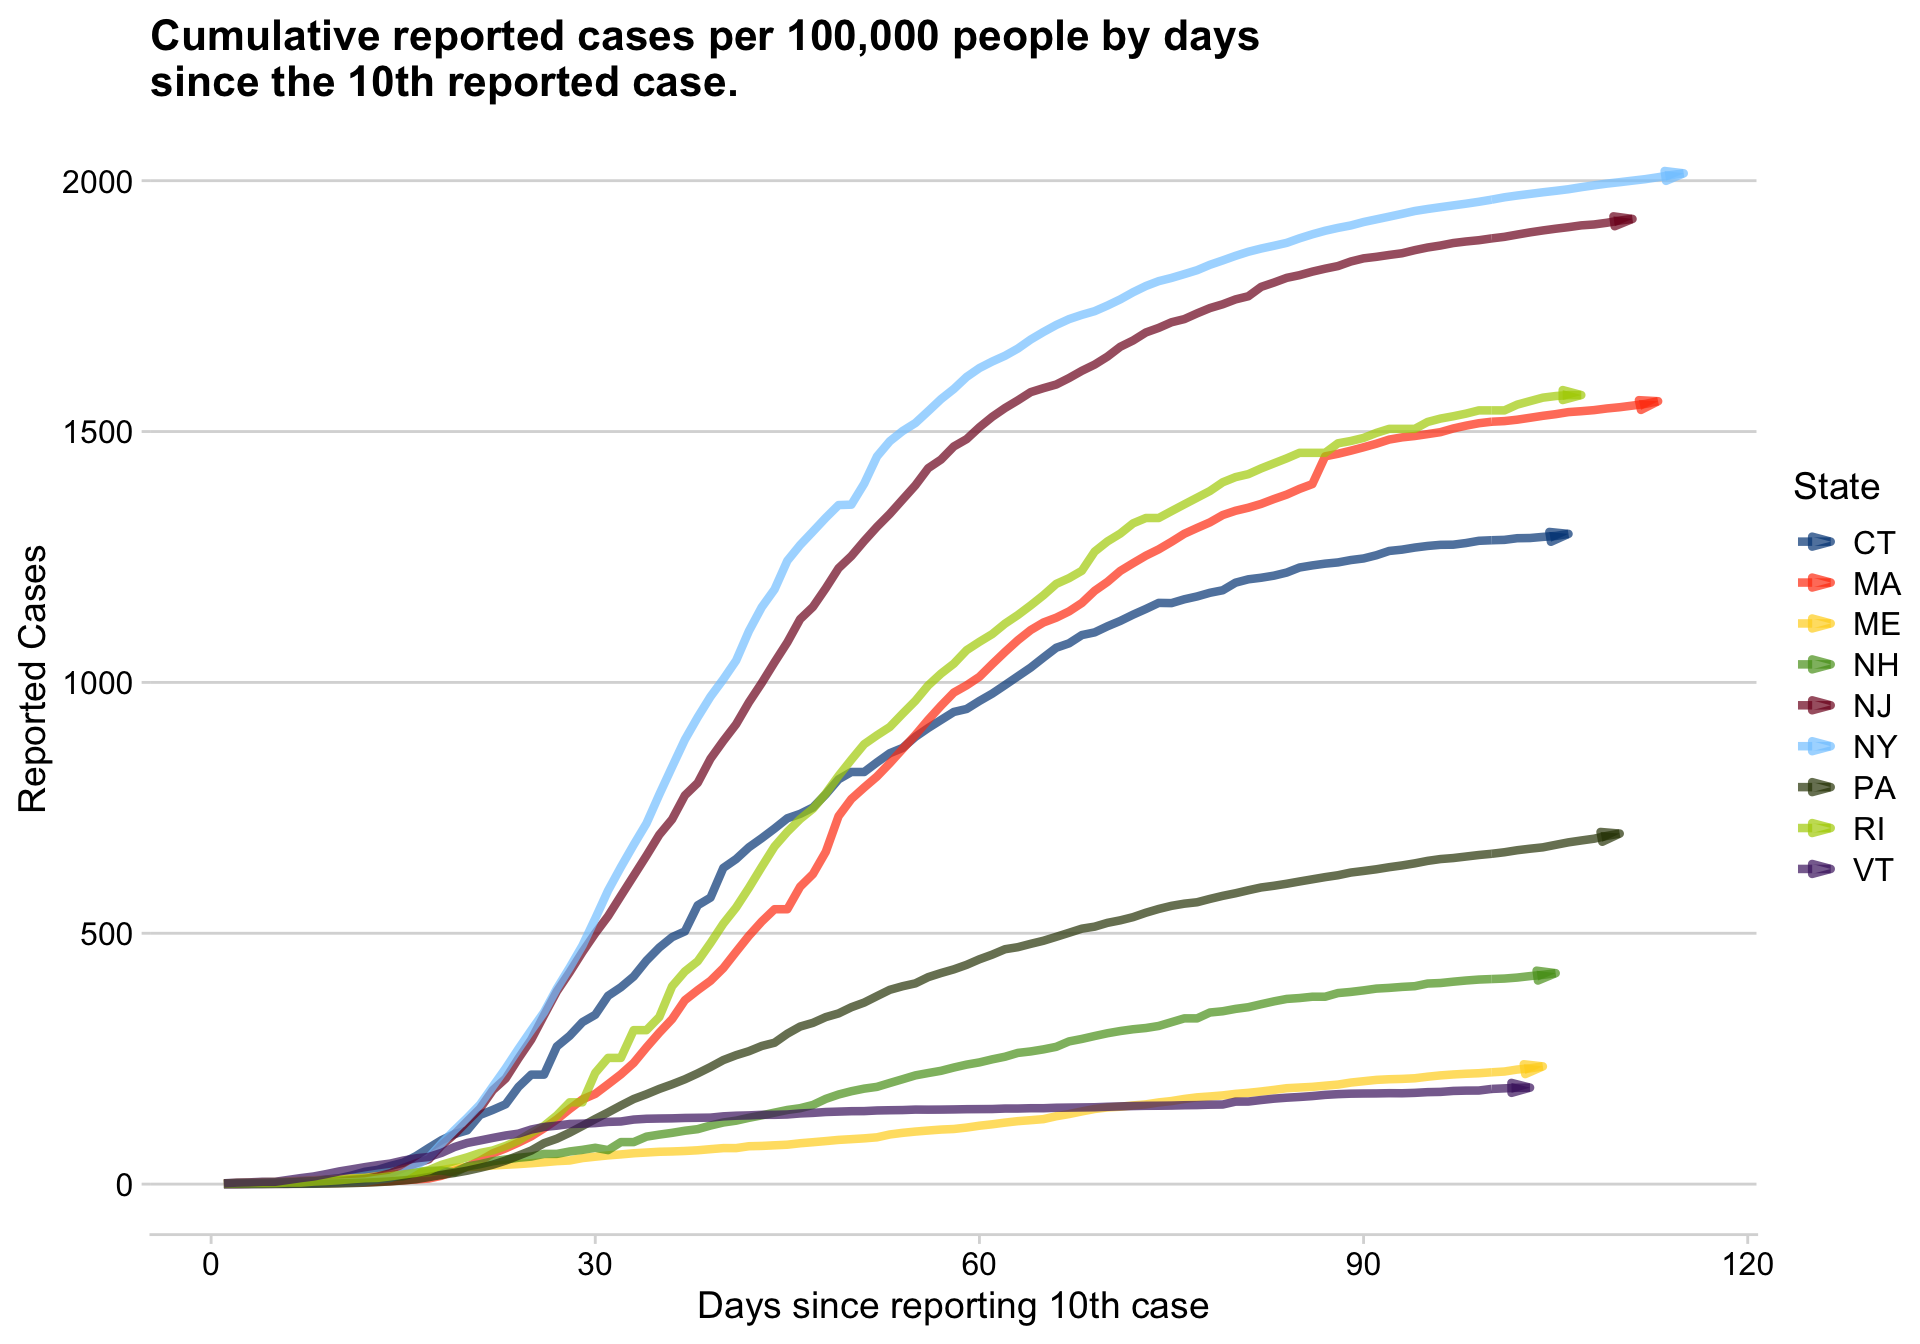 Cumulative reported cases per 100,000 people by days
since the 10th reported case.
2000
1500
1000
500
0
Reported Cases
0 30 60 90 120
Days since reporting 10th case
State
CT
MA
ME
NH
NJ
NY
PA
RI
VT